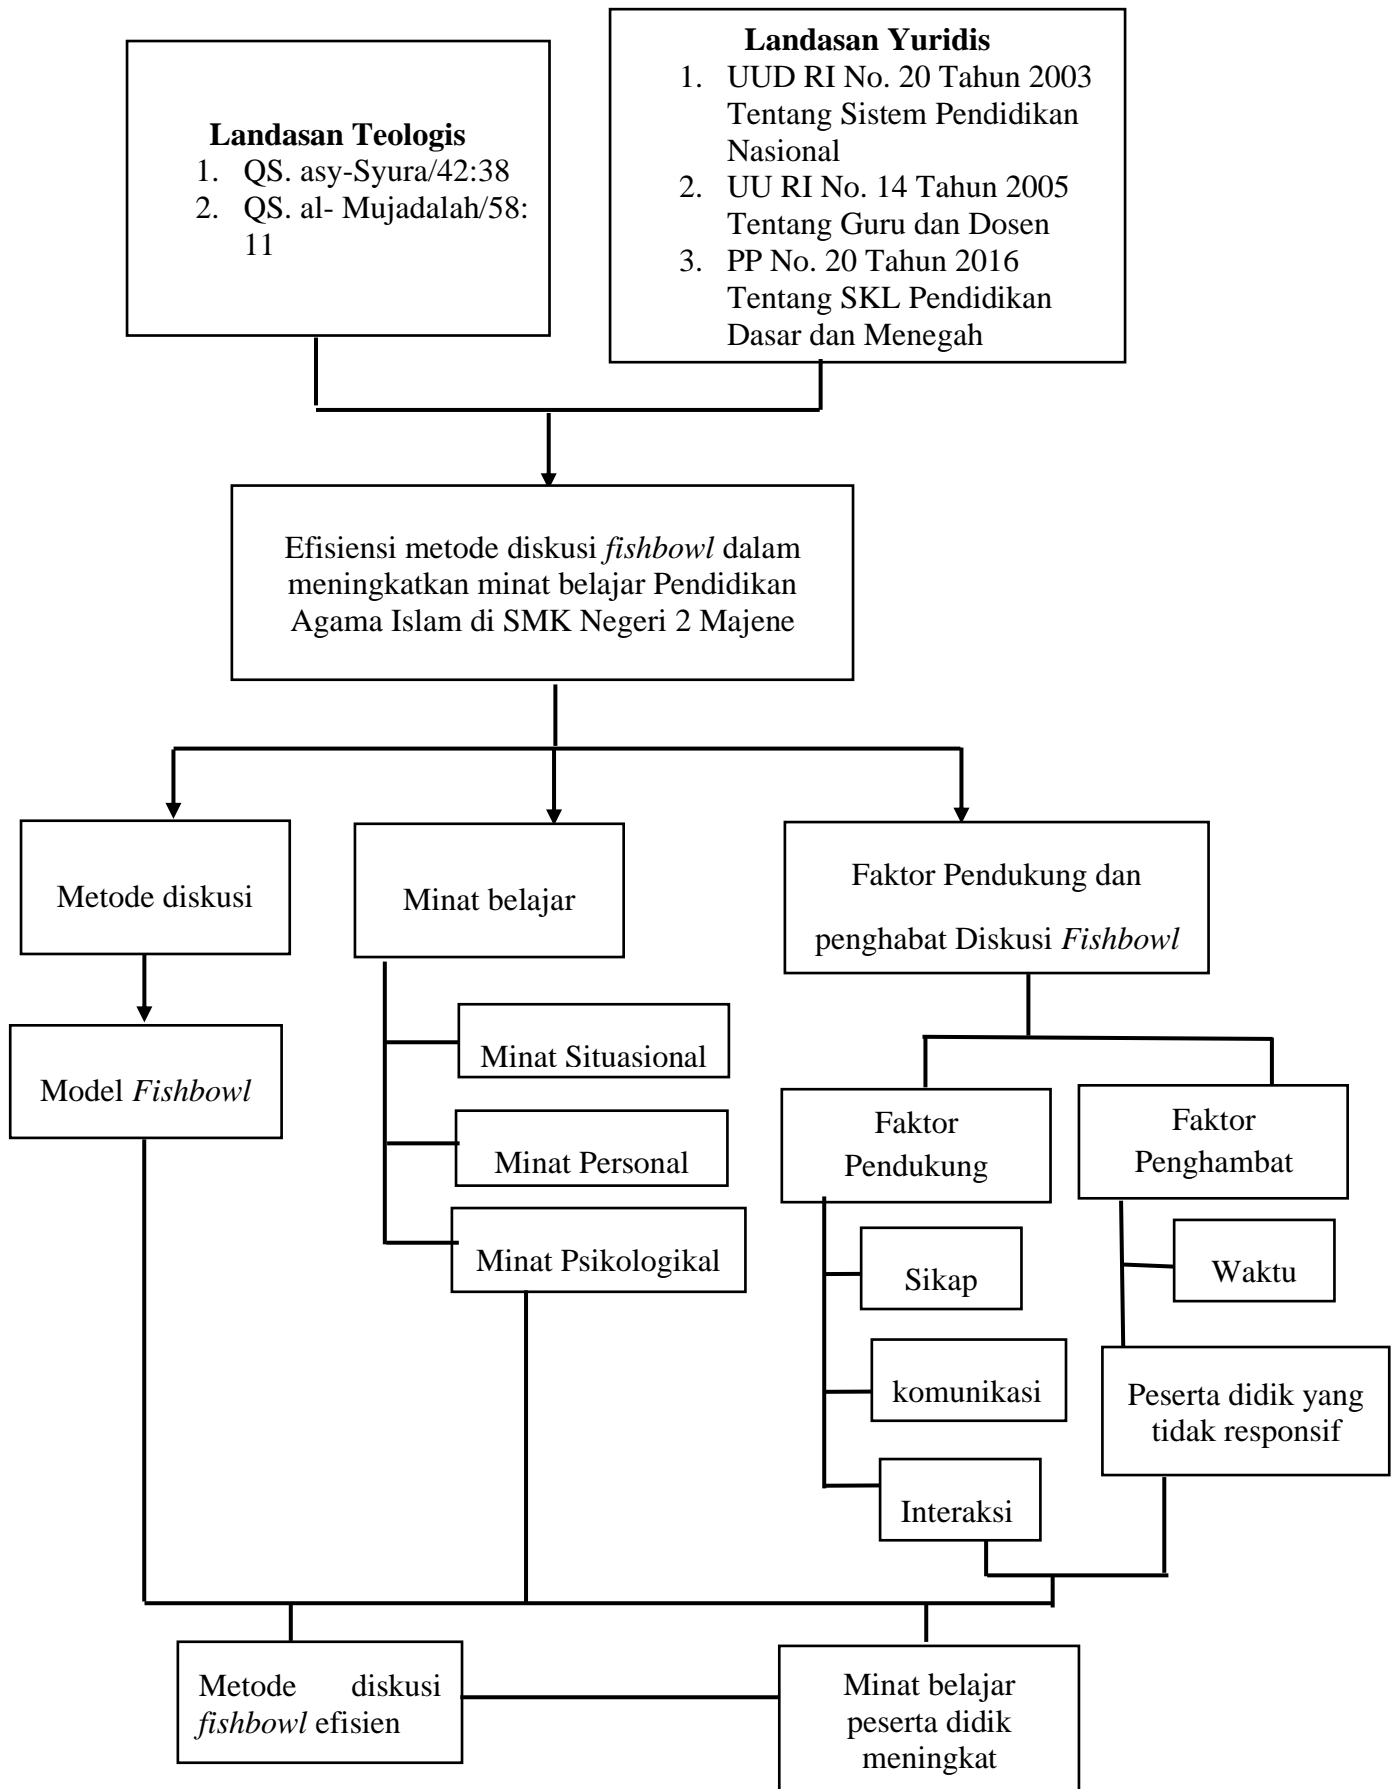 Landasan Teologis
1. QS. asy-Syura/42:38
2. QS. al- Mujadalah/58:
11
Landasan Yuridis
1. UUD RI No. 20 Tahun 2003
Tentang Sistem Pendidikan
Nasional
2. UU RI No. 14 Tahun 2005
Tentang Guru dan Dosen
3. PP No. 20 Tahun 2016
Tentang SKL Pendidikan
Dasar dan Menegah
Efisiensi metode diskusi fishbowl dalam
meningkatkan minat belajar Pendidikan
Agama Islam di SMK Negeri 2 Majene
Metode diskusi
Minat belajar
Faktor Pendukung dan
penghabat Diskusi Fishbowl
Model Fishbowl
Minat Situasional
Minat Personal
Minat Psikologikal
Faktor
Pendukung
Faktor
Penghambat
Sikap
komunikasi
Interaksi
Waktu
Peserta didik yang
tidak responsif
Metode diskusi
fishbowl efisien
Minat belajar
peserta didik
meningkat